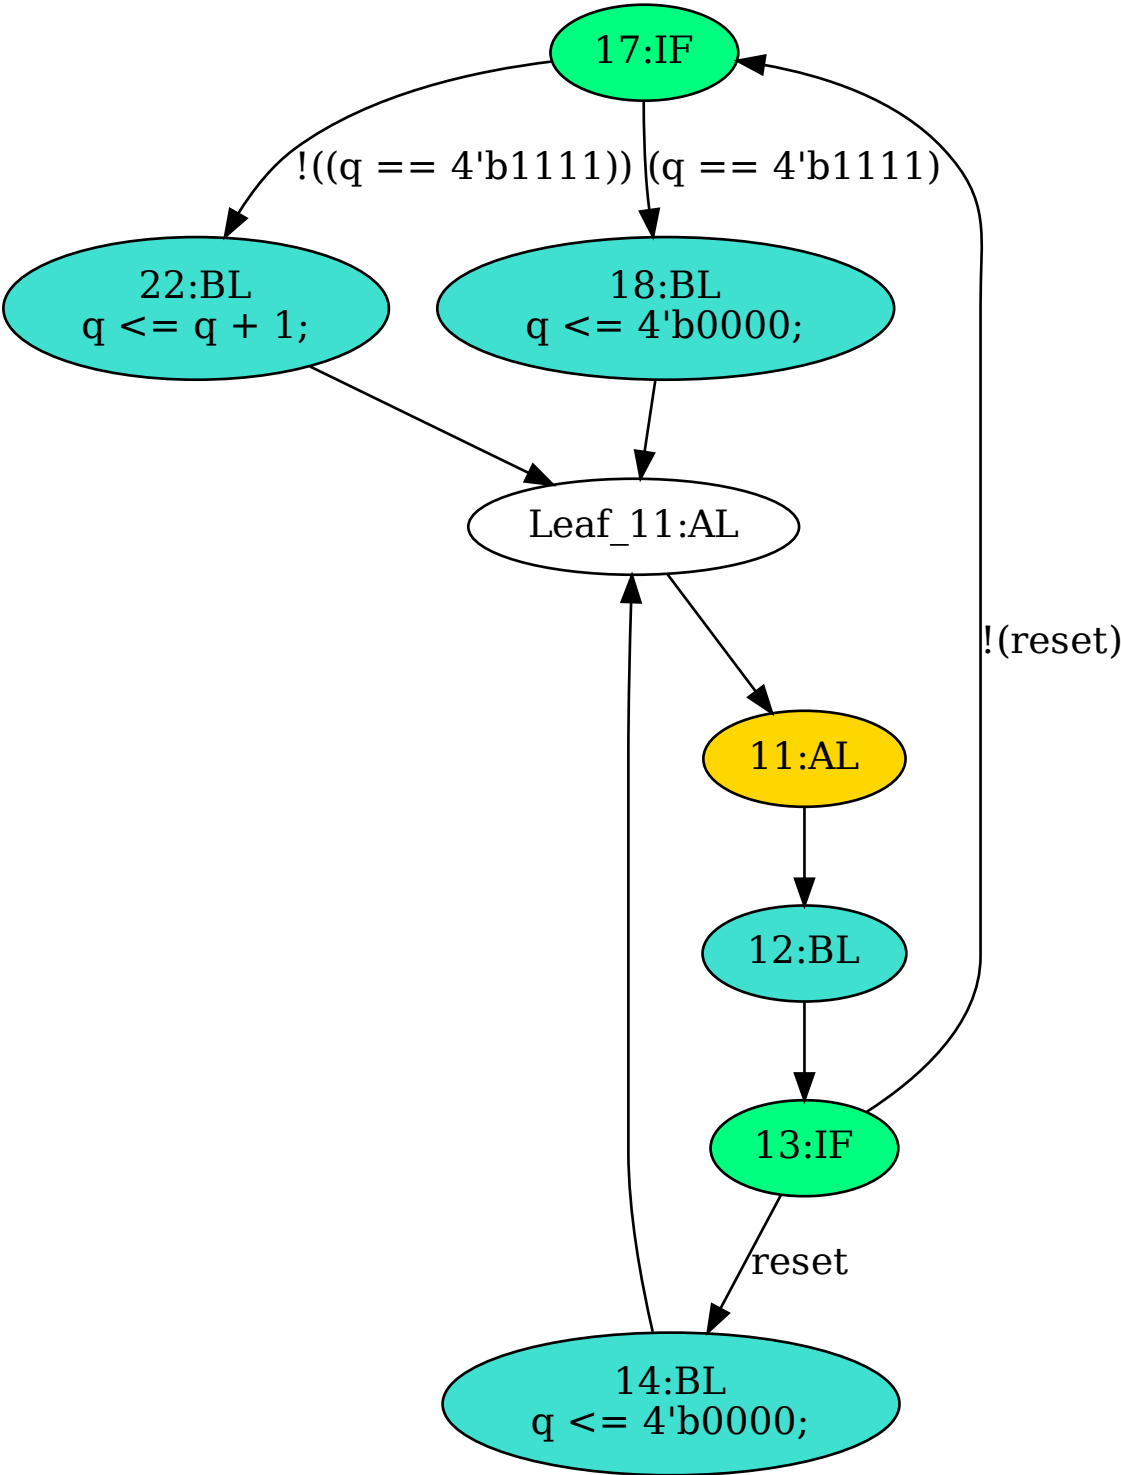 17:IF
!((q == 4'b1111))
(q == 4'b1111)
22:BL
q <= q + 1;
18:BL
q <= 4'b0000;
Leaf_11:AL
!(reset)
11:AL
12:BL
13:IF
reset
14:BL
q <= 4'b0000;